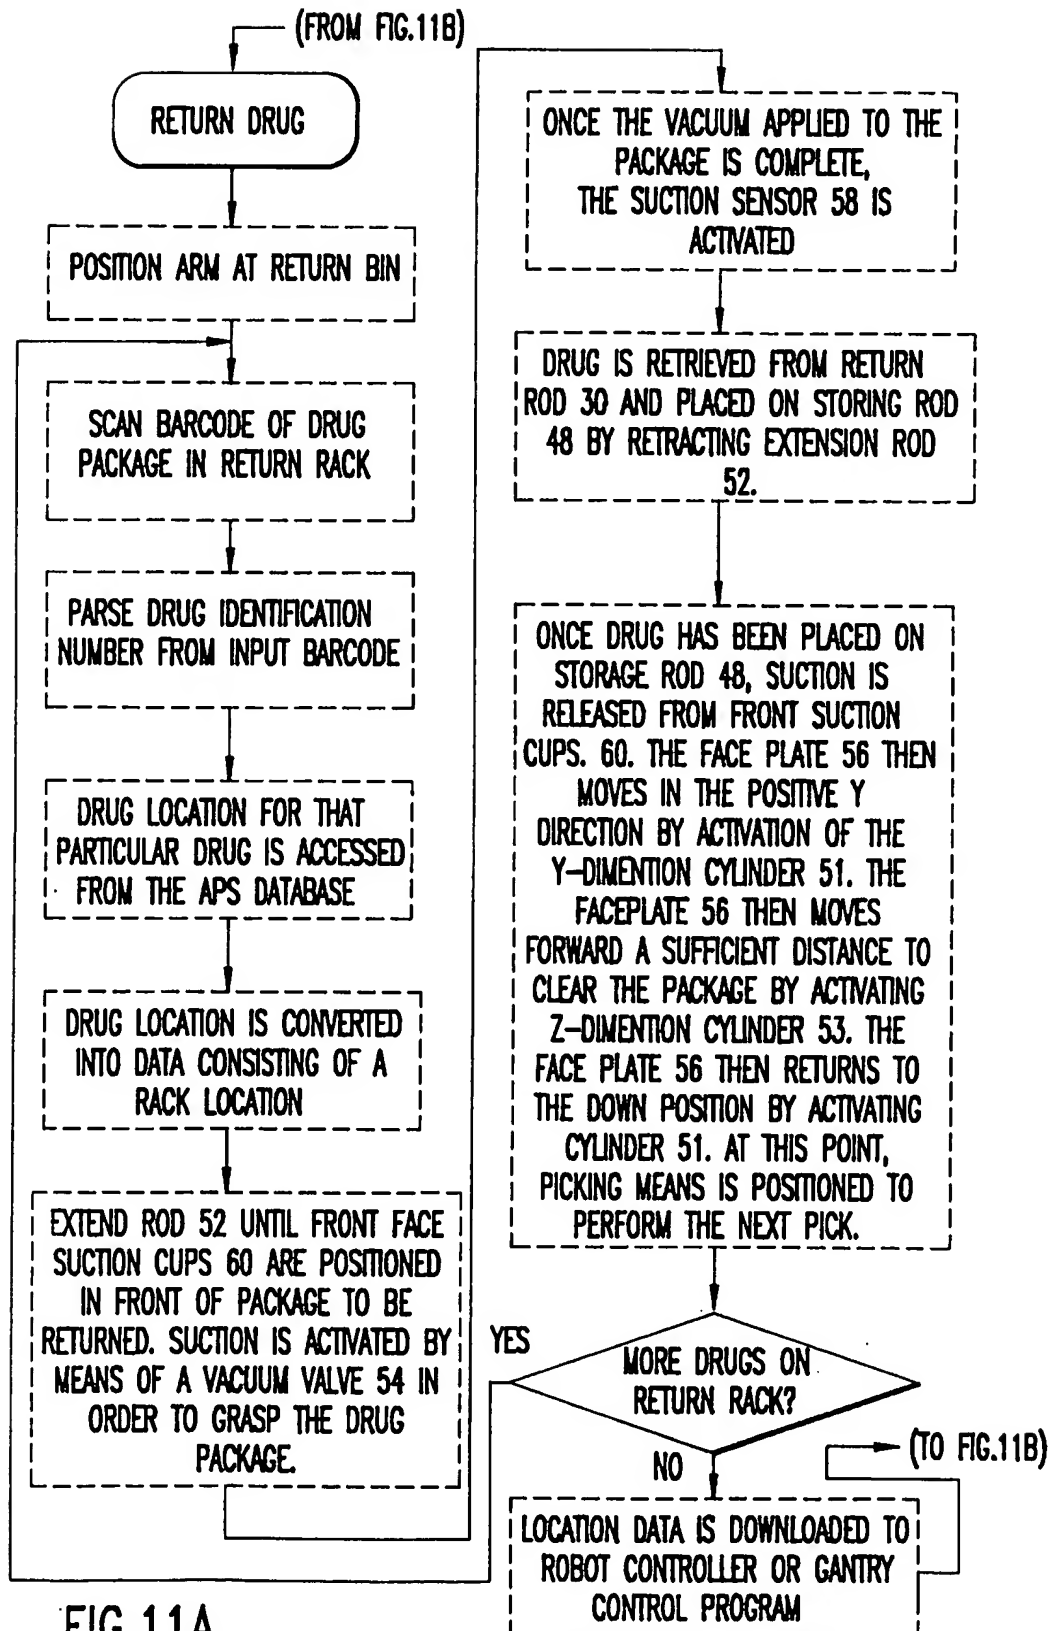 (FROM FIG.11B)
RETURN DRUG
POSITION ARM AT RETURN BIN
SCAN BARCODE OF DRUG
PACKAGE IN RETURN RACK
PARSE DRUG IDENTIFICATION
NUMBER FROM INPUT BARCODE
DRUG LOCATION FOR THAT
PARTICULAR DRUG IS ACCESSED
FROM THE APS DATABASE
DRUG LOCATION IS CONVERTED
INTO DATA CONSISTING OF A
RACK LOCATION
EXTEND ROD 52 UNTIL FRONT FACE
SUCTION CUPS 60 ARE POSITIONED
IN FRONT OF PACKAGE TO BE
RETURNED. SUCTION IS ACTIVATED BY
MEANS OF A VACUUM VALVE 54 IN
ORDER TO GRASP THE DRUG
PACKAGE.
ONCE THE VACUUM APPLIED TO THE
PACKAGE IS COMPLETE,
THE SUCTION SENSOR 58 IS
ACTIVATED
DRUG IS RETRIEVED FROM RETURN
ROD 30 AND PLACED ON STORING ROD
48 BY RETRACTING EXTENSION ROD
52.
ONCE DRUG HAS BEEN PLACED ON
STORAGE ROD 48, SUCTION IS
RELEASED FROM FRONT SUCTION
CUPS. 60. THE FACE PLATE 56 THEN
MOVES IN THE POSITIVE Y
DIRECTION BY ACTIVATION OF THE
Y-DIMENTION CYLINDER 51. THE
FACEPLATE 56 THEN MOVES
FORWARD A SUFFICIENT DISTANCE TO
CLEAR THE PACKAGE BY ACTIVATING
Z-DIMENTION CYLINDER 53. THE
FACE PLATE 56 THEN RETURNS TO
THE DOWN POSITION BY ACTIVATING
CYLINDER 51. AT THIS POINT,
PICKING MEANS IS POSITIONED TO
PERFORM THE NEXT PICK.
YES
MORE DRUGS ON
RETURN RACK?
NO
(TO FIG.11B)
LOCATION DATA IS DOWNLOADED TO
ROBOT CONTROLLER OR GANTRY
CONTROL PROGRAM
FIG.11A